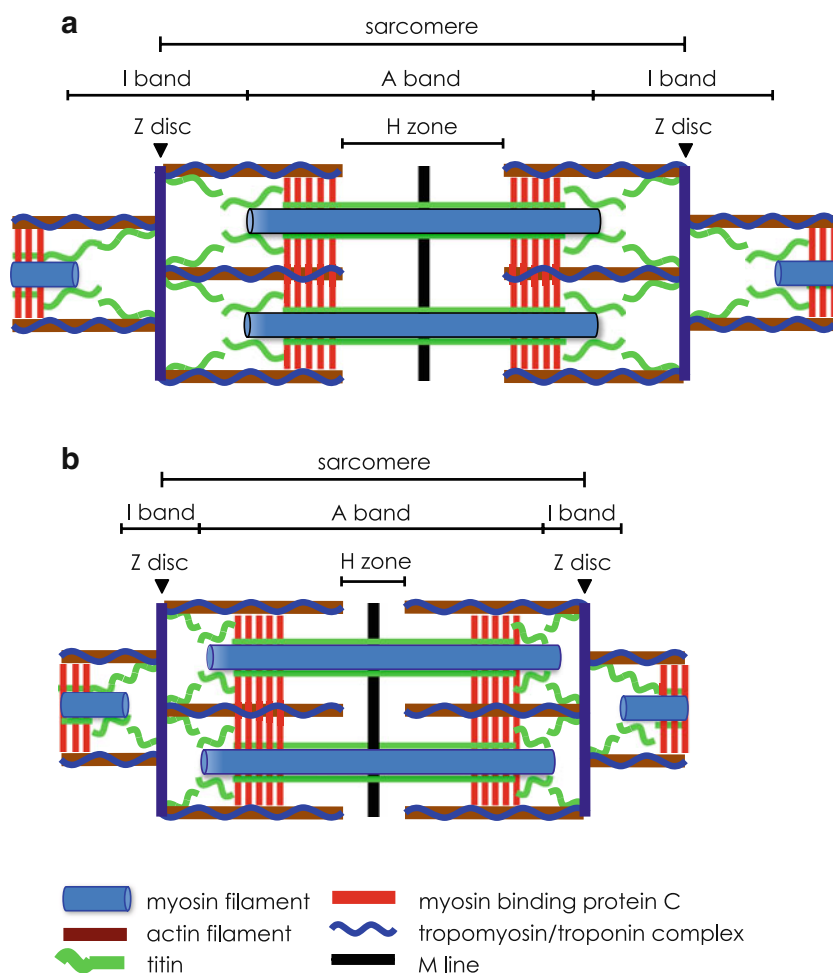 a
sarcomere
I band A band I band
Z disc H zone Z disc
b
sarcomere
I band A band I band
Z disc H zone Z disc
myosin filament myosin binding protein C
actin filament tropomyosin/troponin complex
titin M line